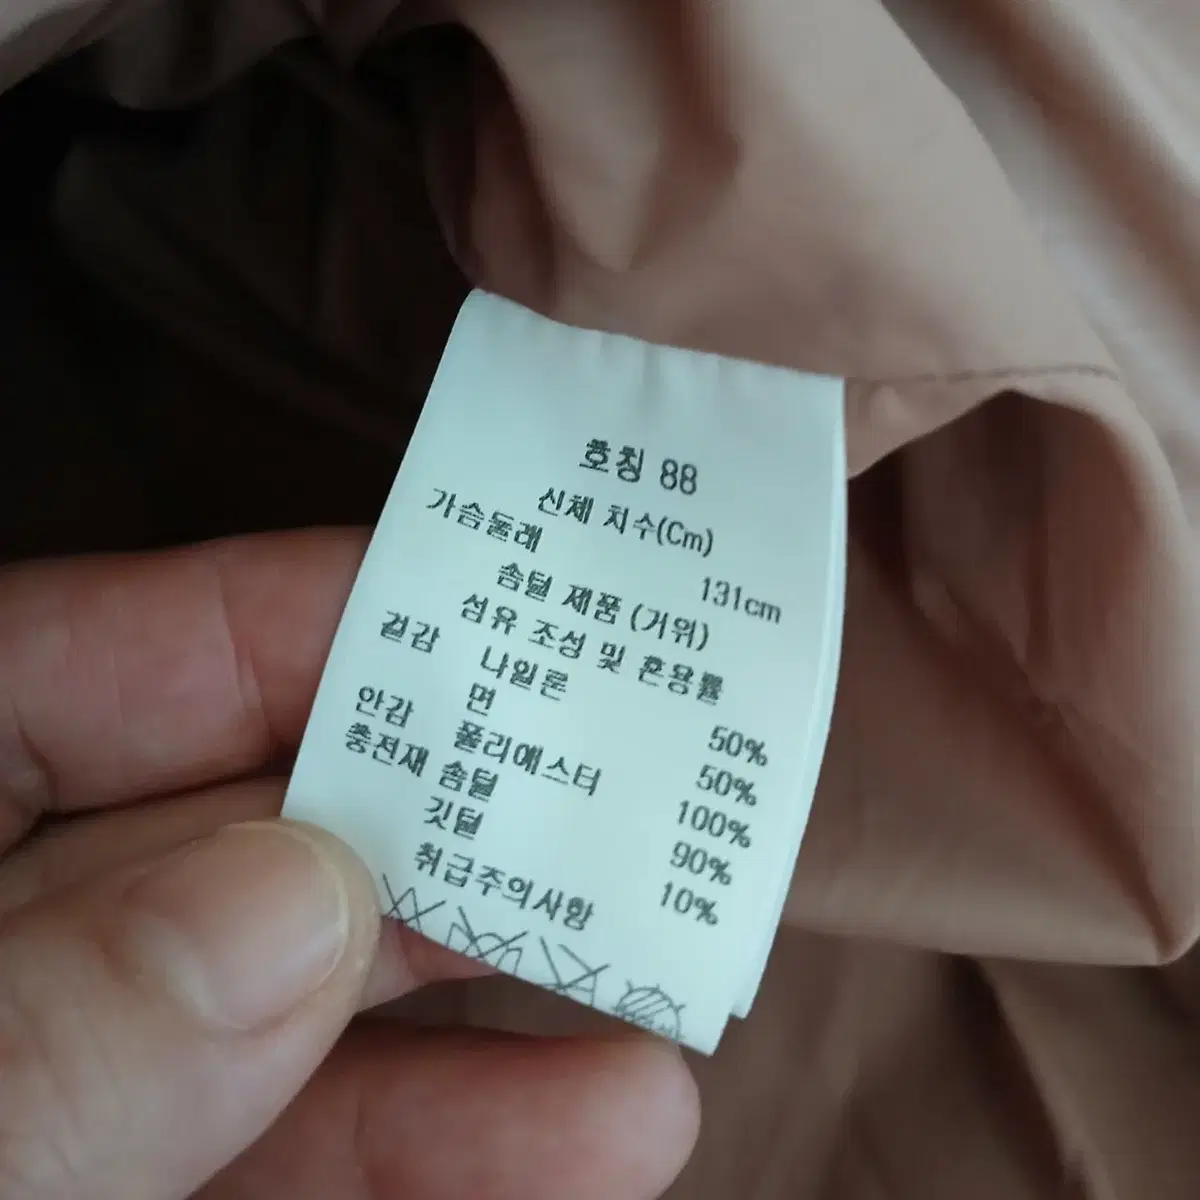 호칭 88
신체 치수(Cm)
가슴둘레 131cm
솜털 제품 (거위)
섬유 조성 및 혼용률
겉감 나일론 50%
면 50%
안감 폴리에스터 100%
충전재 솜털 90%
깃털 10%
취급주의사항